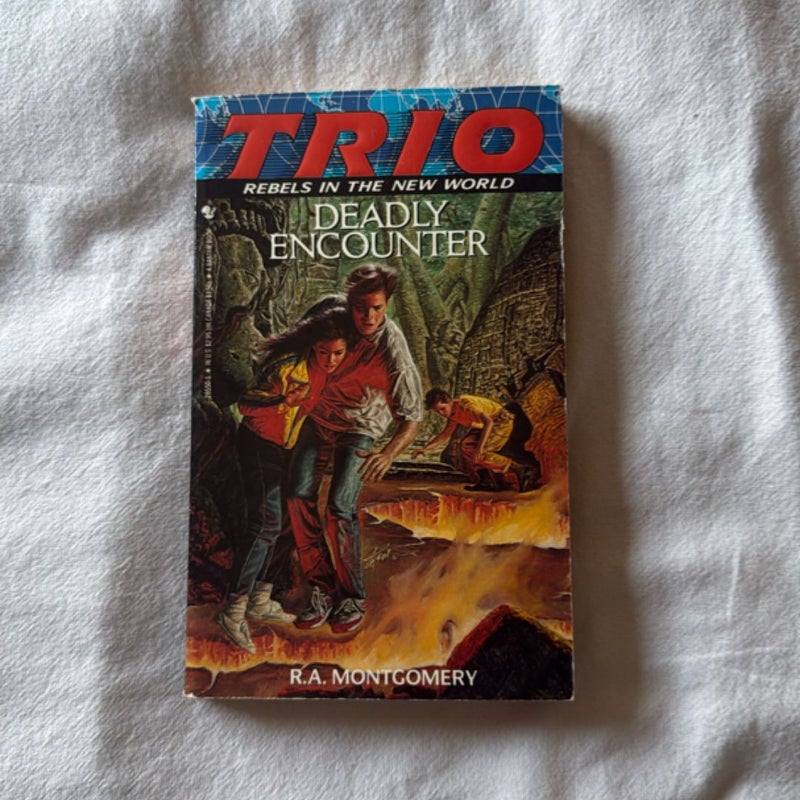 TRIO
REBELS IN THE NEW WORLD
DEADLY
ENCOUNTER
R.A. MONTGOMERY